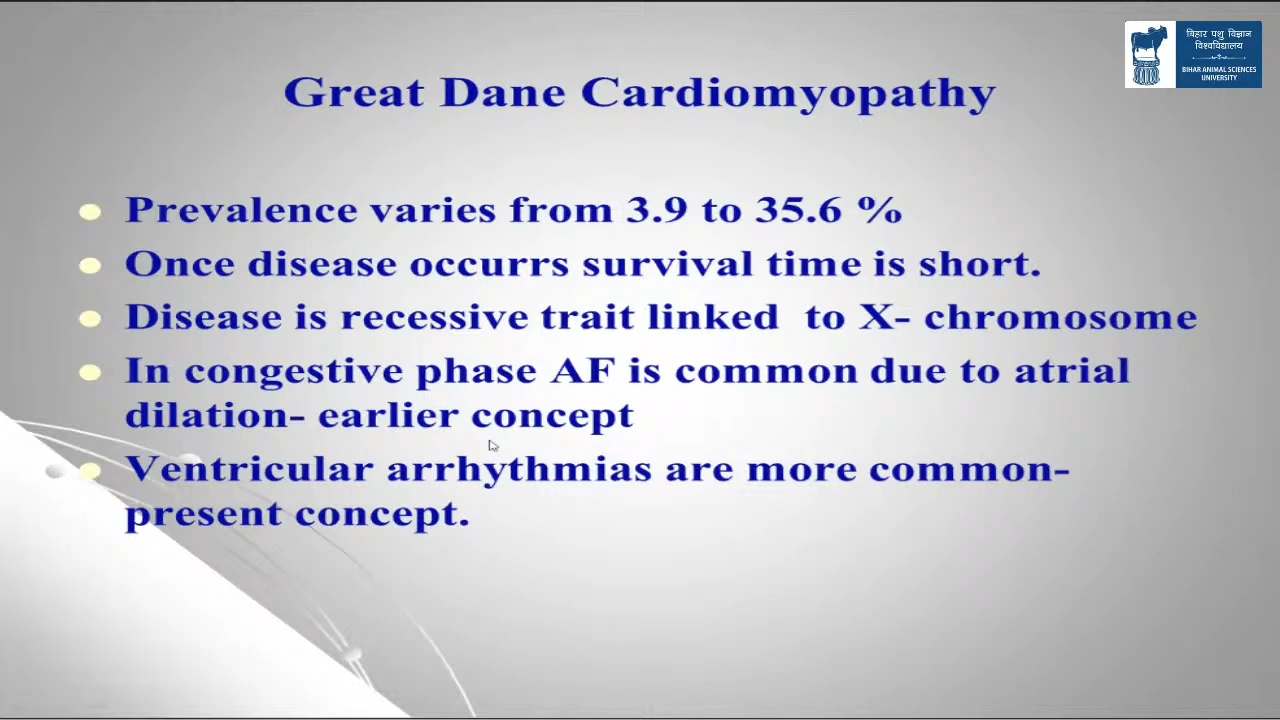 बिहार पशु विज्ञान
विश्वविद्यालय
BIHAR ANIMAL SCIENCES
UNIVERSITY
Great Dane Cardiomyopathy
Prevalence varies from 3.9 to 35.6 %
Once disease occurrs survival time is short.
Disease is recessive trait linked to X- chromosome
In congestive phase AF is common due to atrial
dilation- earlier concept
Ventricular arrhythmias are more common-
present concept.